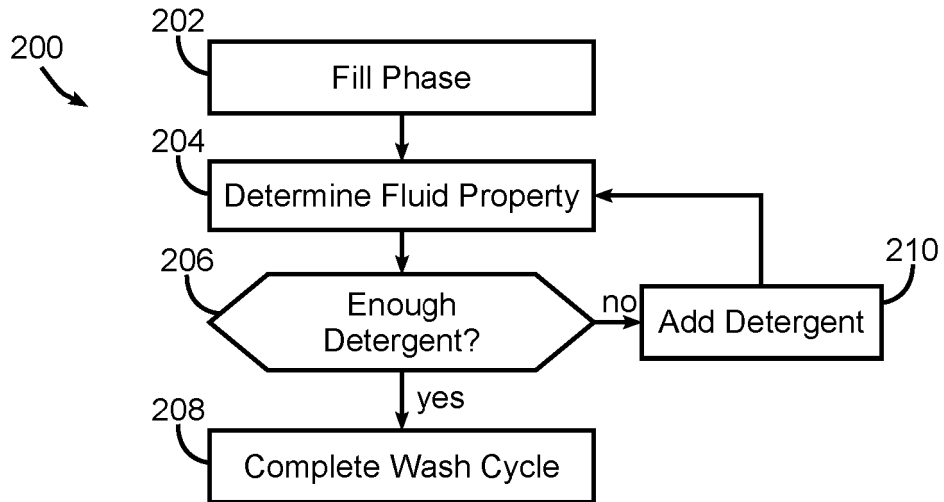 200
202
Fill Phase
204
Determine Fluid Property
206
Enough
Detergent?
no
210
Add Detergent
yes
208
Complete Wash Cycle